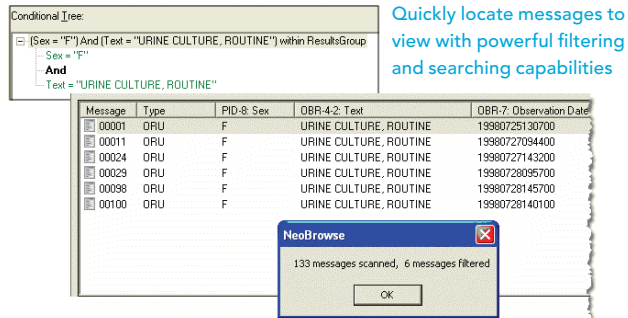 Conditional Tree:
Quickly locate messages to
view with powerful filtering
and searching capabilities
(Sex = "F") And (Text = "URINE CULTURE, ROUTINE") within ResultsGroup
Sex = "F"
And
Text = "URINE CULTURE, ROUTINE"
Message Type PID-8: Sex OBR-4-2: Text OBR-7: Observation Date
00001 ORU F URINE CULTURE, ROUTINE 19980725130700
00011 ORU F URINE CULTURE, ROUTINE 19980727094400
00024 ORU F URINE CULTURE, ROUTINE 19980727143200
00029 ORU F URINE CULTURE, ROUTINE 19980728095700
00098 ORU F URINE CULTURE, ROUTINE 19980728145700
00100 ORU F URINE CULTURE, ROUTINE 19980728140100
NeoBrowse
133 messages scanned, 6 messages filtered
OK